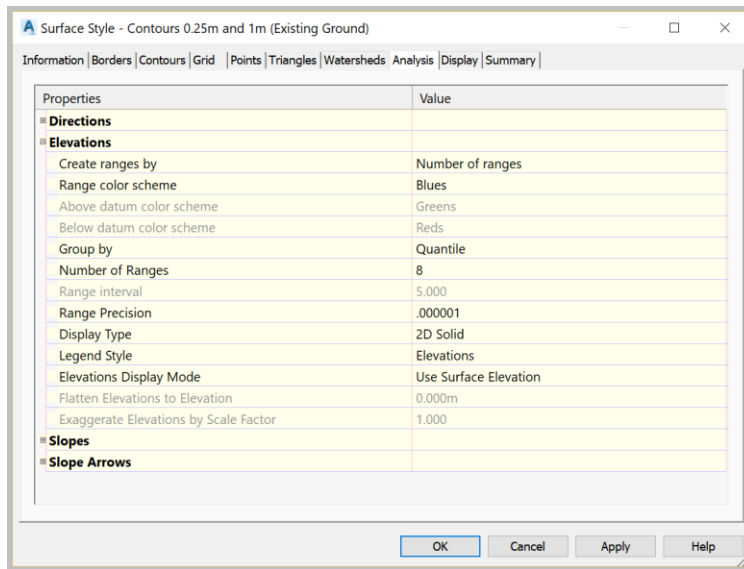 Surface Style - Contours 0.25m and 1m (Existing Ground)
Information Borders Contours Grid Points Triangles Watersheds Analysis Display Summary
Properties Value
Directions
Elevations
Create ranges by Number of ranges
Range color scheme Blues
Above datum color scheme Greens
Below datum color scheme Reds
Group by Quantile
Number of Ranges 8
Range interval 5.000
Range Precision .000001
Display Type 2D Solid
Legend Style Elevations
Elevations Display Mode Use Surface Elevation
Flatten Elevations to Elevation 0.000m
Exaggerate Elevations by Scale Factor 1.000
Slopes
Slope Arrows
OK Cancel Apply Help